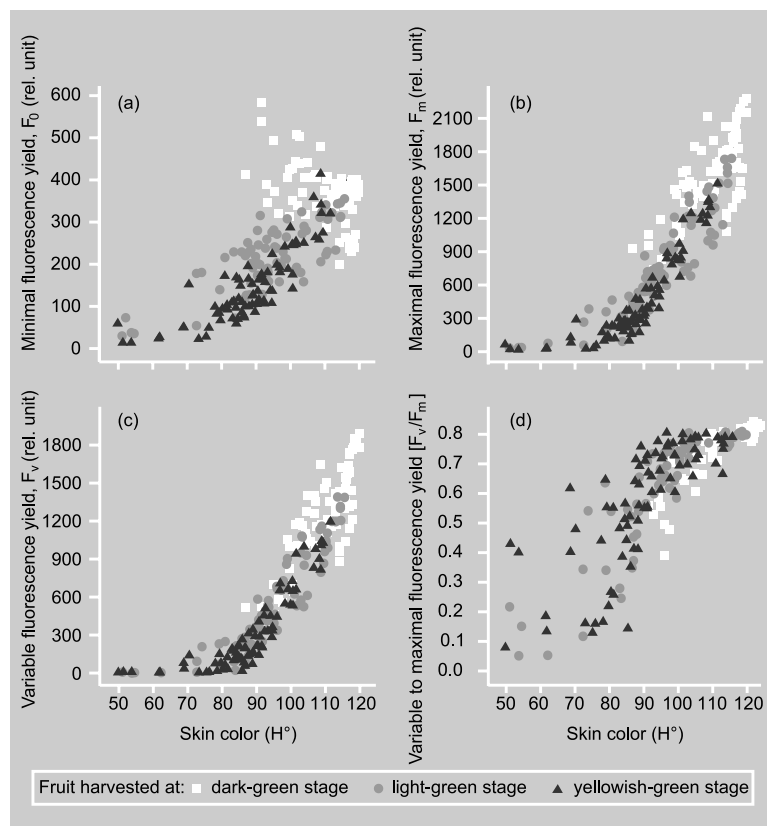 Minimal fluorescence yield, F0 (rel. unit)
(a)
600
500
400
300
200
100
0
Maximal fluorescence yield, Fm (rel. unit)
(b)
2100
1800
1500
1200
900
600
300
0
Variable fluorescence yield, Fv (rel. unit)
(c)
1800
1500
1200
900
600
300
0
50 60 70 80 90 100 110 120
Skin color (H°)
Variable to maximal fluorescence yield [Fv/Fm]
(d)
0.8
0.7
0.6
0.5
0.4
0.3
0.2
0.1
0.0
50 60 70 80 90 100 110 120
Skin color (H°)
Fruit harvested at: dark-green stage light-green stage yellowish-green stage